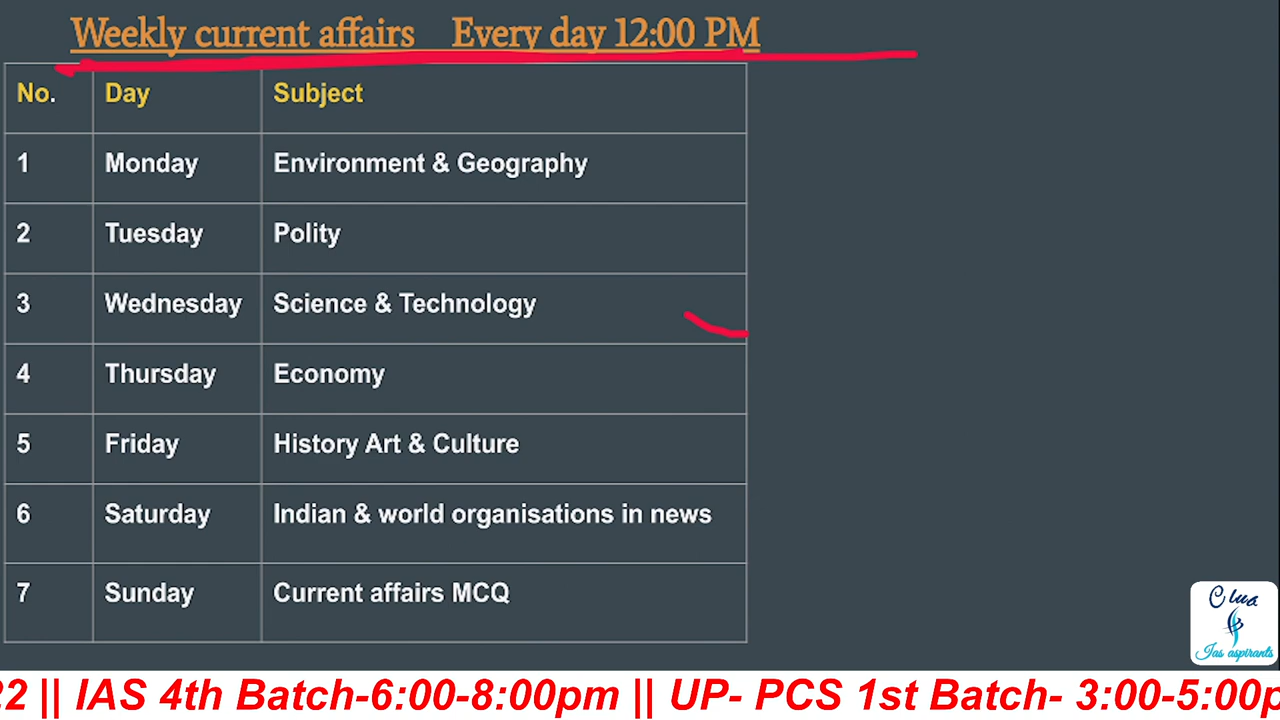 Weekly current affairs Every day 12:00 PM
No. Day Subject
1 Monday Environment & Geography
2 Tuesday Polity
3 Wednesday Science & Technology
4 Thursday Economy
5 Friday History Art & Culture
6 Saturday Indian & world organisations in news
7 Sunday Current affairs MCQ
Ias aspirants
22 || IAS 4th Batch-6:00-8:00pm || UP- PCS 1st Batch- 3:00-5:00p